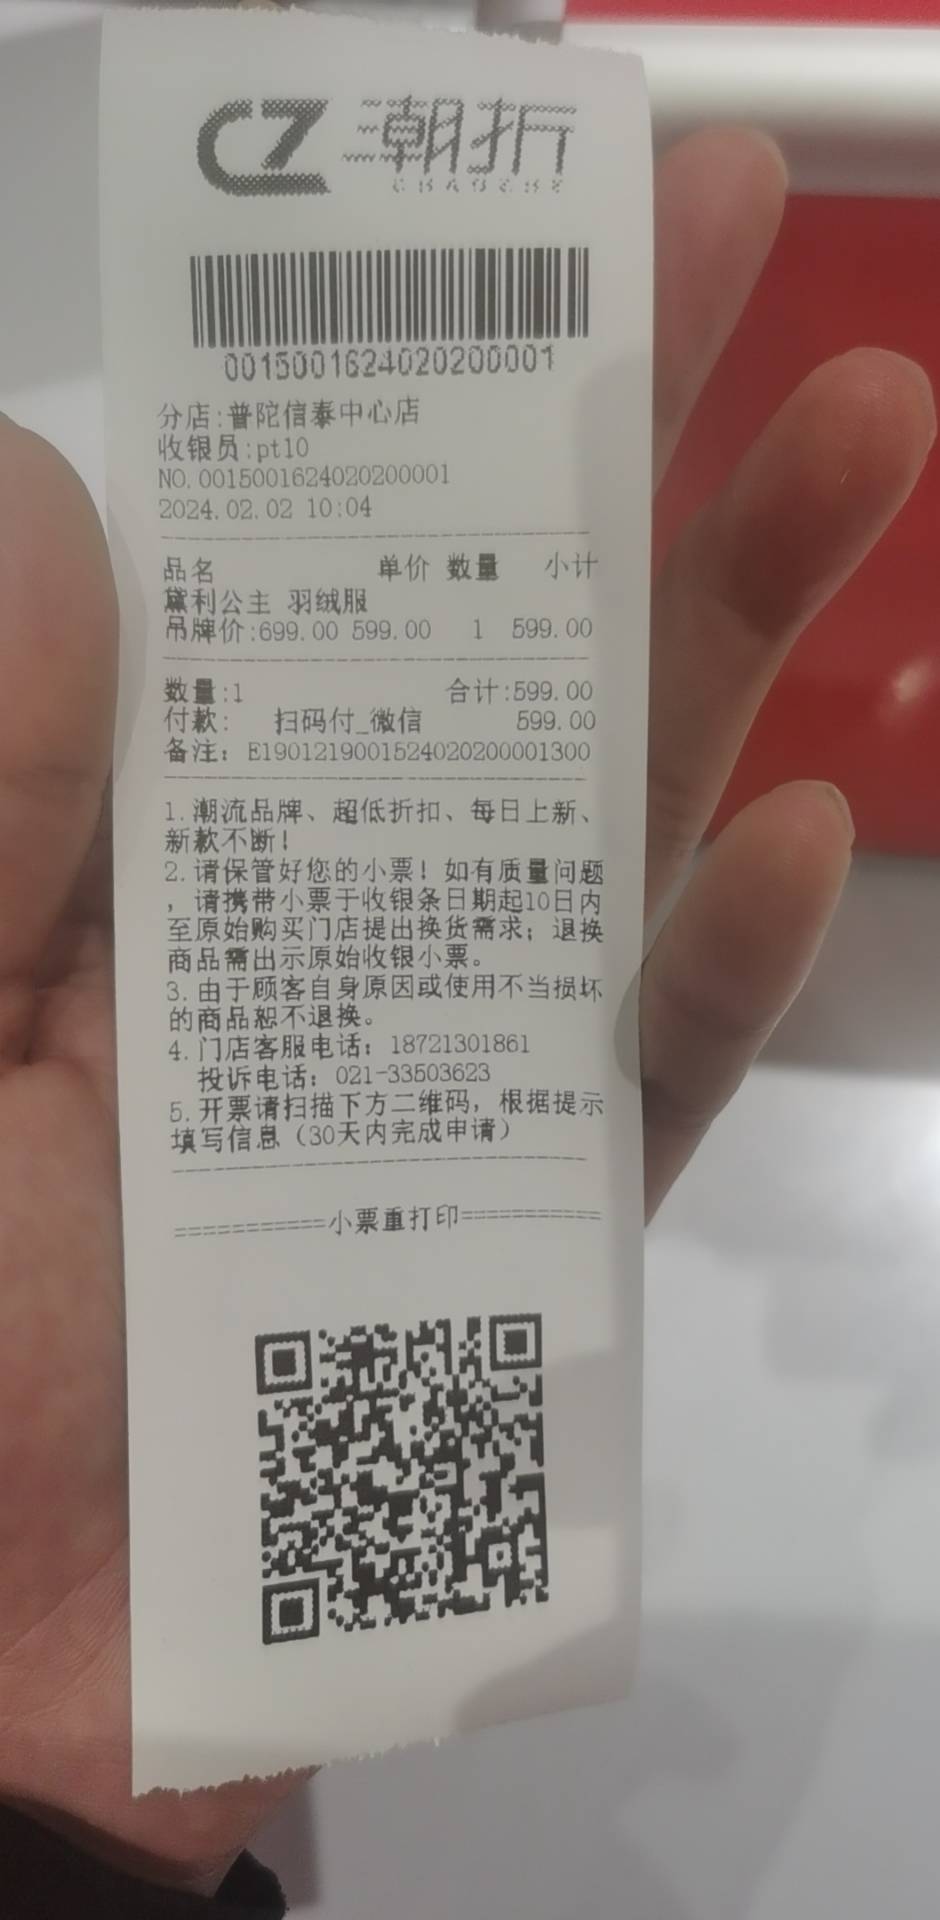 CZ 潮折
CHAOZHE
0015001624020200001
分店:普陀信泰中心店
收银员:pt10
NO.0015001624020200001
2024.02.02 10:04
品名 单价 数量 小计
黛利公主 羽绒服
吊牌价:699.00 599.00 1 599.00
数量:1 合计:599.00
付款: 扫码付_微信 599.00
备注: E1901219001524020200001300
1.潮流品牌、超低折扣、每日上新、
新款不断!
2.请保管好您的小票!如有质量问题
,请携带小票于收银条日期起10日内
至原始购买门店提出换货需求;退换
商品需出示原始收银小票。
3.由于顾客自身原因或使用不当损坏
的商品恕不退换。
4.门店客服电话: 18721301861
投诉电话: 021-33503623
5.开票请扫描下方二维码,根据提示
填写信息(30天内完成申请)
===========小票重打印==========